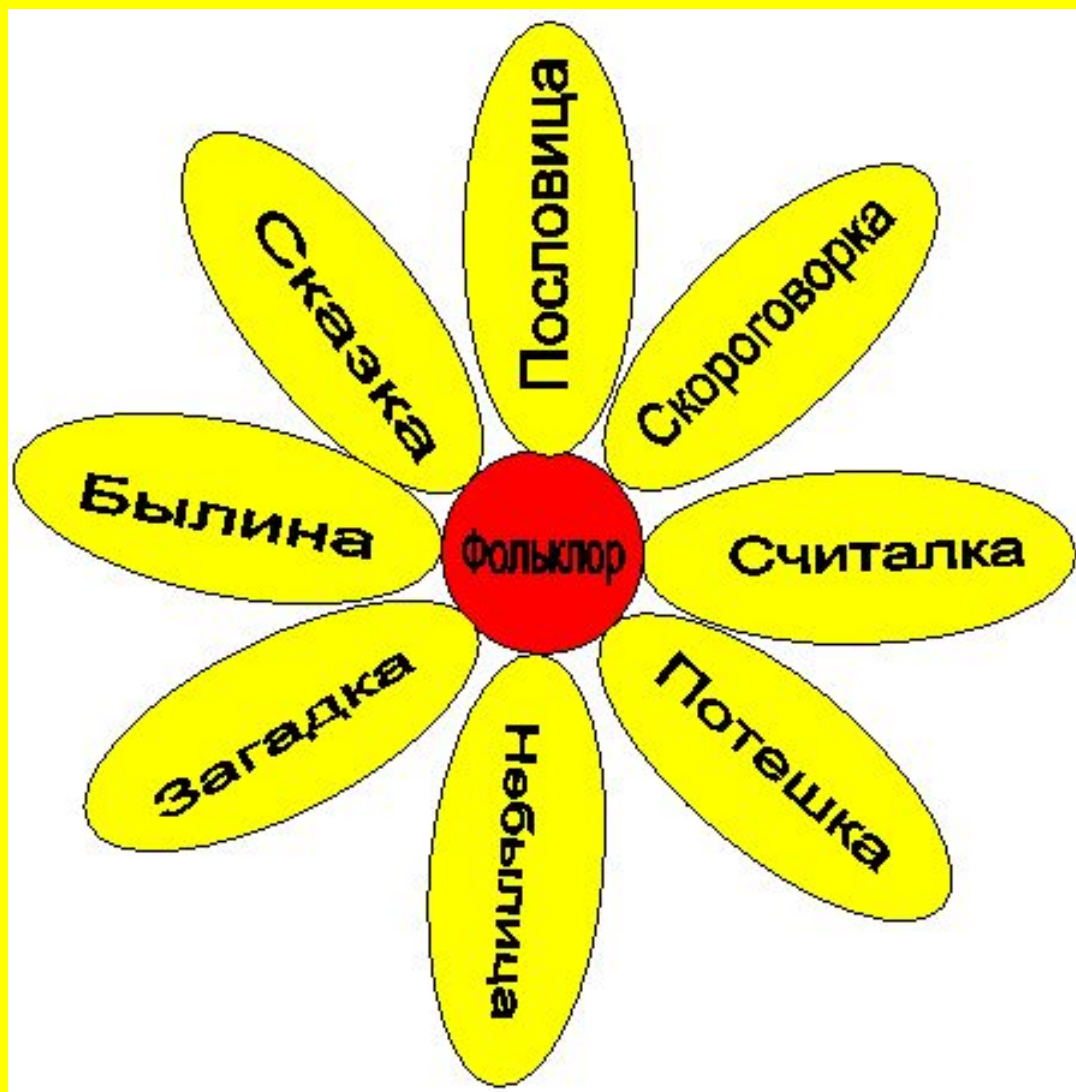 Пословица
Скороговорка
Считалка
Потешка
Небылица
Загадка
Былина
Сказка
Фольклор